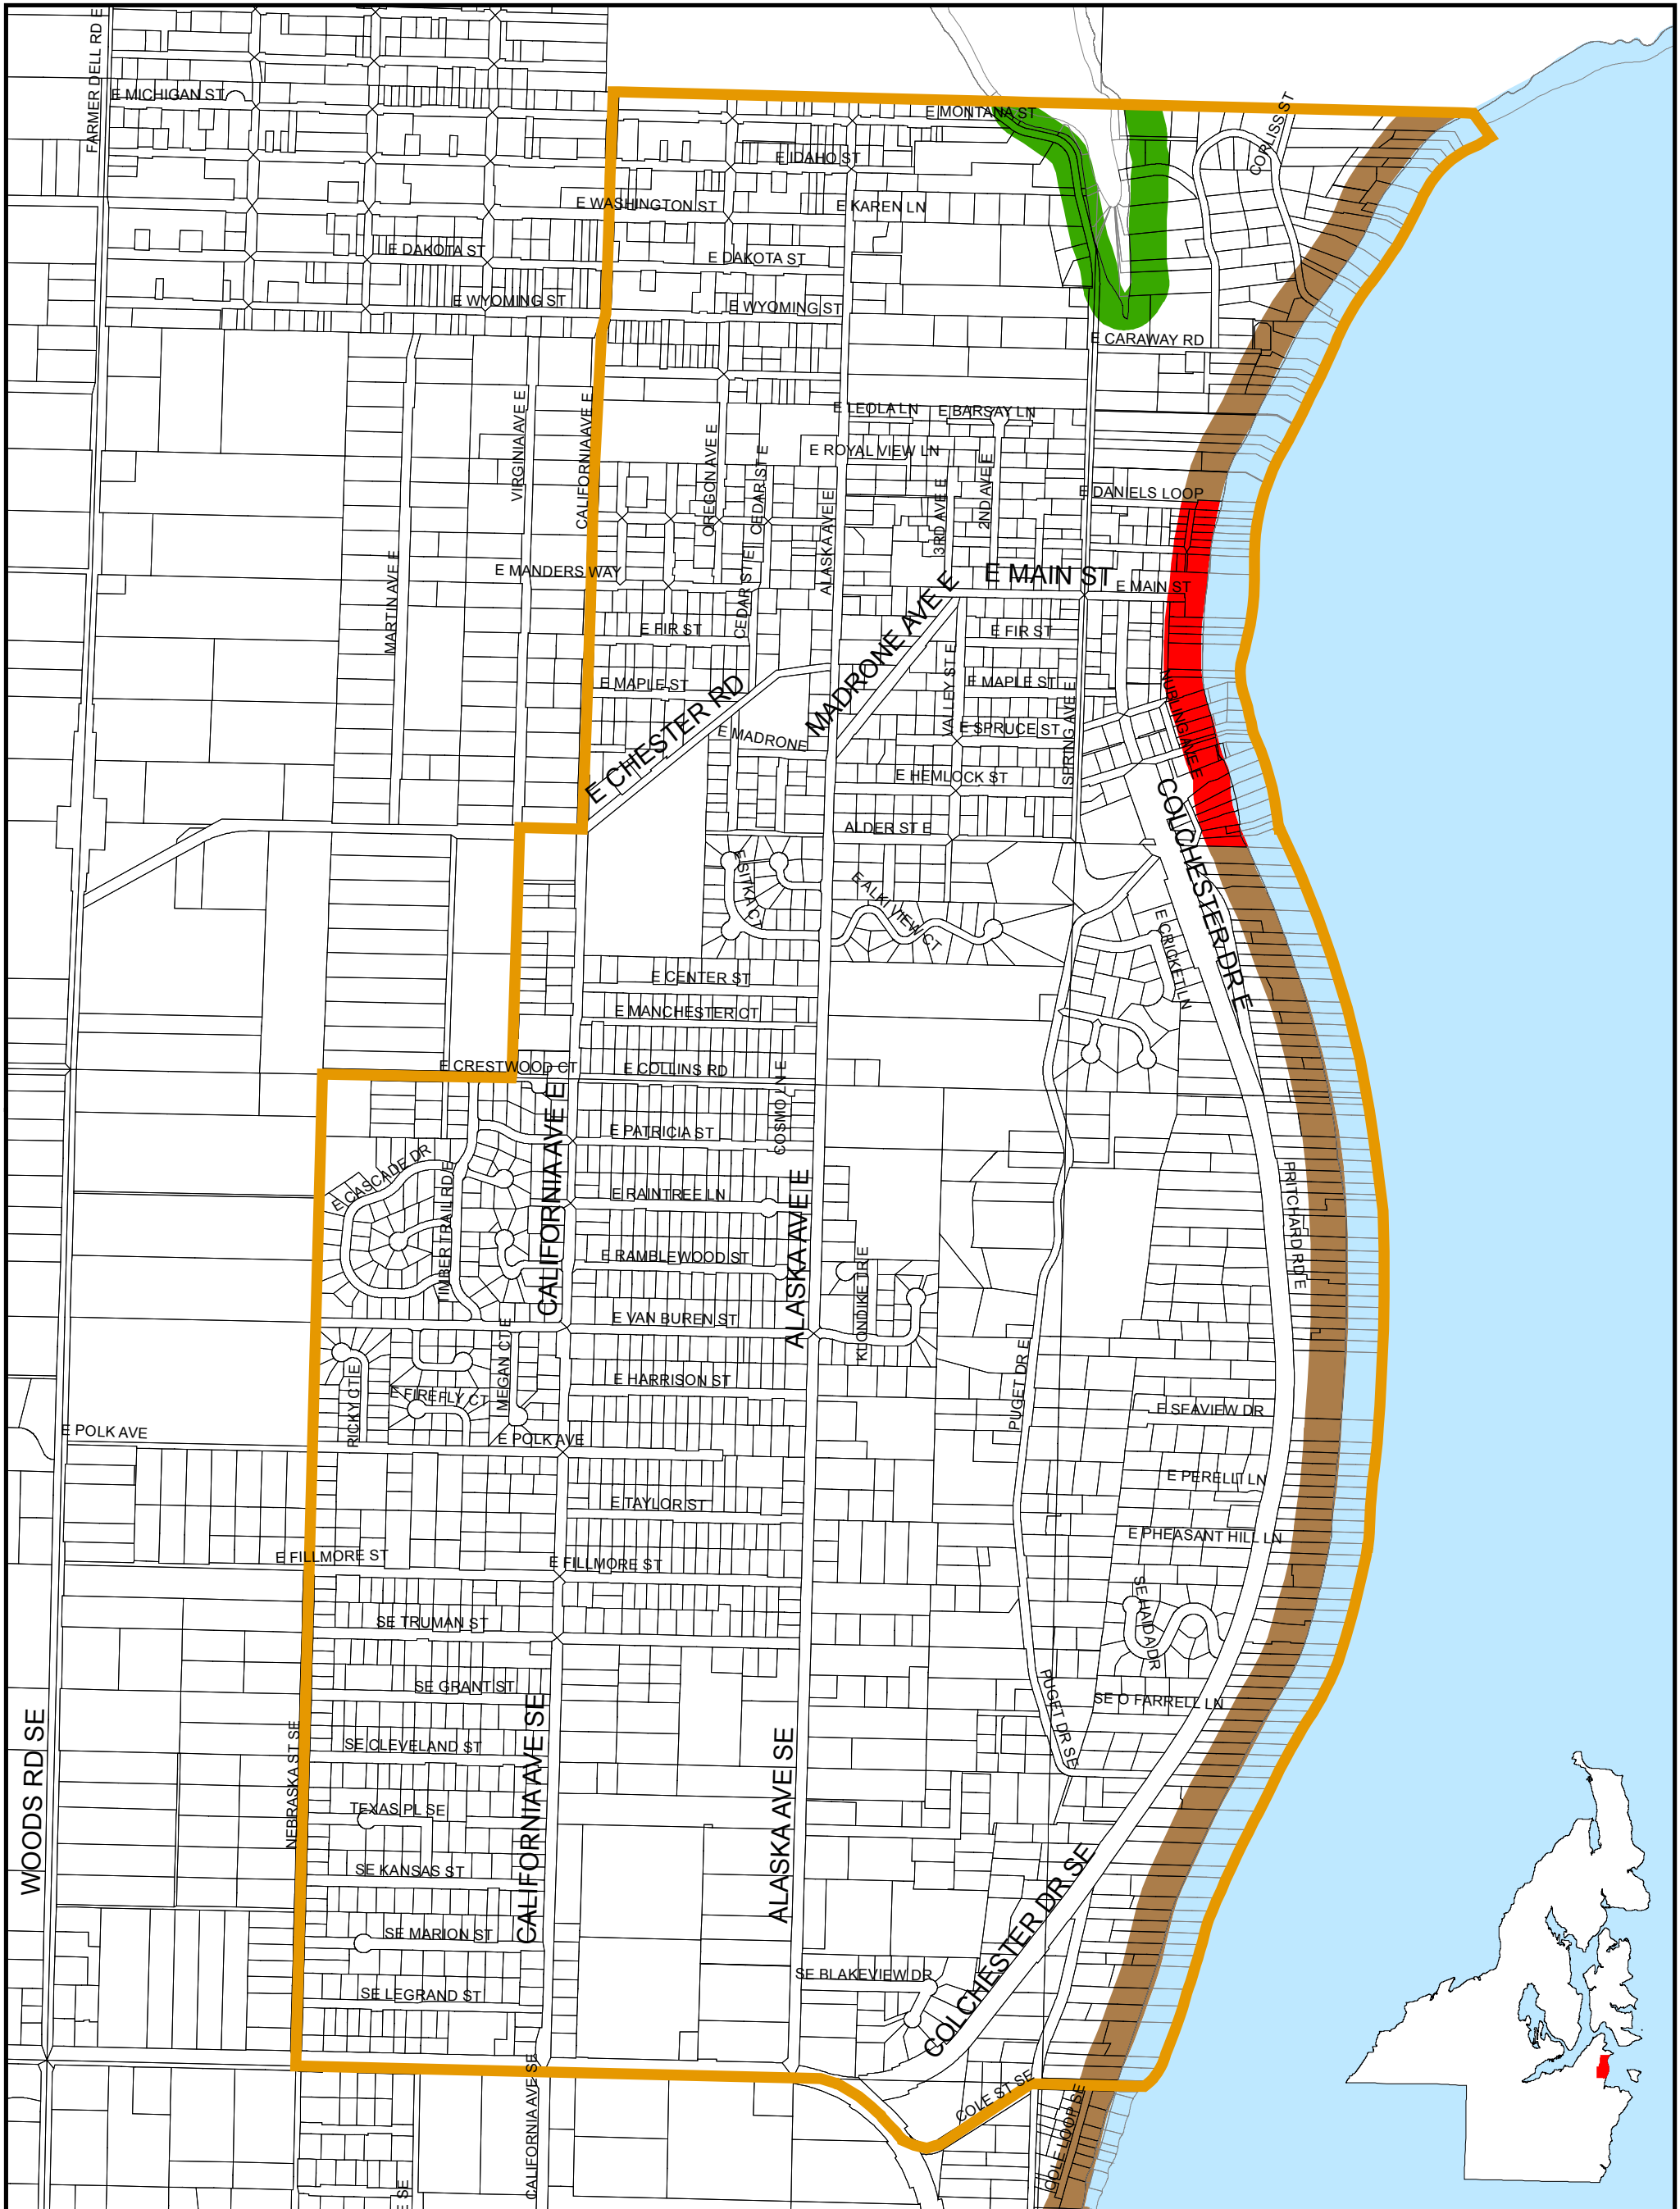 FARMER DELL RD E
E MICHIGAN ST
E MONTANA ST
CORLISS ST
E IDAHO ST
E WASHINGTON ST
E KAREN LN
E DAKOTA ST
E DAKOTA ST
E WYOMING ST
E WYOMING ST
E CARAWAY RD
VIRGINIA AVE E
CALIFORNIA AVE E
E LEOLA LN
E BARSAY LN
OREGON AVE E
CEDAR ST E
E ROYAL VIEW LN
3RD AVE E
2ND AVE E
E DANIELS LOOP
ALASKA AVE E
MARTIN AVE E
E MANDERS WAY
CEDAR ST E
E MAIN ST
E MAIN ST
E FIR ST
E FIR ST
MADRONE AVE E
E MAPLE ST
E CHESTER RD
VALLEY ST E
E MAPLE ST
SPRING AVE E
E MADRONE
E SPRUCE ST
E HEMLOCK ST
ALDER ST E
COLCHESTER DR E
E SITKA CT
E ALKI VIEW CT
E CRICKET LN
E CENTER ST
E MANCHESTER CT
E CRESTWOOD CT
E COLLINS RD
COSMO LN E
CALIFORNIA AVE E
E PATRICIA ST
E CASCADE DR
TIMBER TRAIL RD E
E RAINTREE LN
ALASKA AVE E
PRITCHARD RD E
E RAMBLEWOOD ST
KLONDIKE TR E
E VAN BUREN ST
MEGAN CT E
PUGET DR E
RICKY CT E
E FIREFLY CT
E HARRISON ST
E SEAVIEW DR
E POLK AVE
E POLK AVE
E PERELLI LN
E TAYLOR ST
E PHEASANT HILL LN
E FILLMORE ST
E FILLMORE ST
SE HAIDA DR
SE TRUMAN ST
SE GRANT ST
PUGET DR SE
SE O FARRELL LN
WOODS RD SE
NEBRASKA ST SE
SE CLEVELAND ST
CALIFORNIA AVE SE
ALASKA AVE SE
TEXAS PL SE
SE KANSAS ST
COLCHESTER DR SE
SE MARION ST
SE BLAKEVIEW DR
SE LEGRAND ST
CALIFORNIA AVE SE
COLE ST SE
COLE LOOP SE
E SE